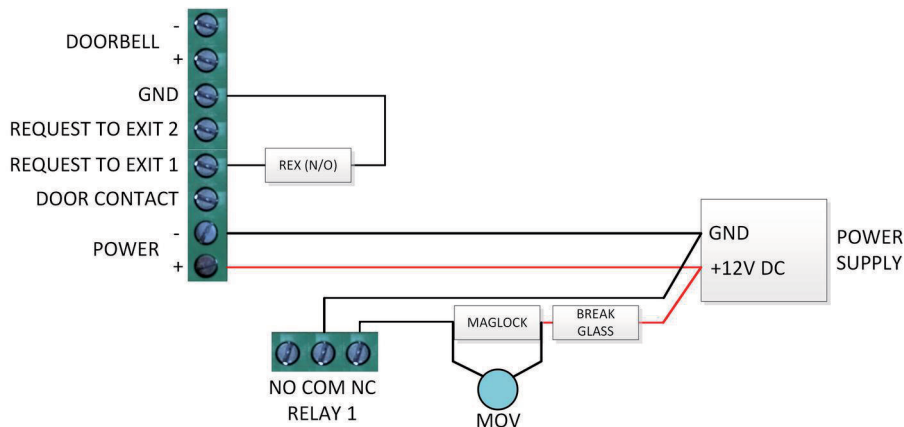 -
DOORBELL
+
GND
REQUEST TO EXIT 2
REQUEST TO EXIT 1
REX (N/O)
DOOR CONTACT
-
POWER
+
GND
+12V DC
POWER
SUPPLY
MAGLOCK
BREAK
GLASS
NO COM NC
RELAY 1
MOV